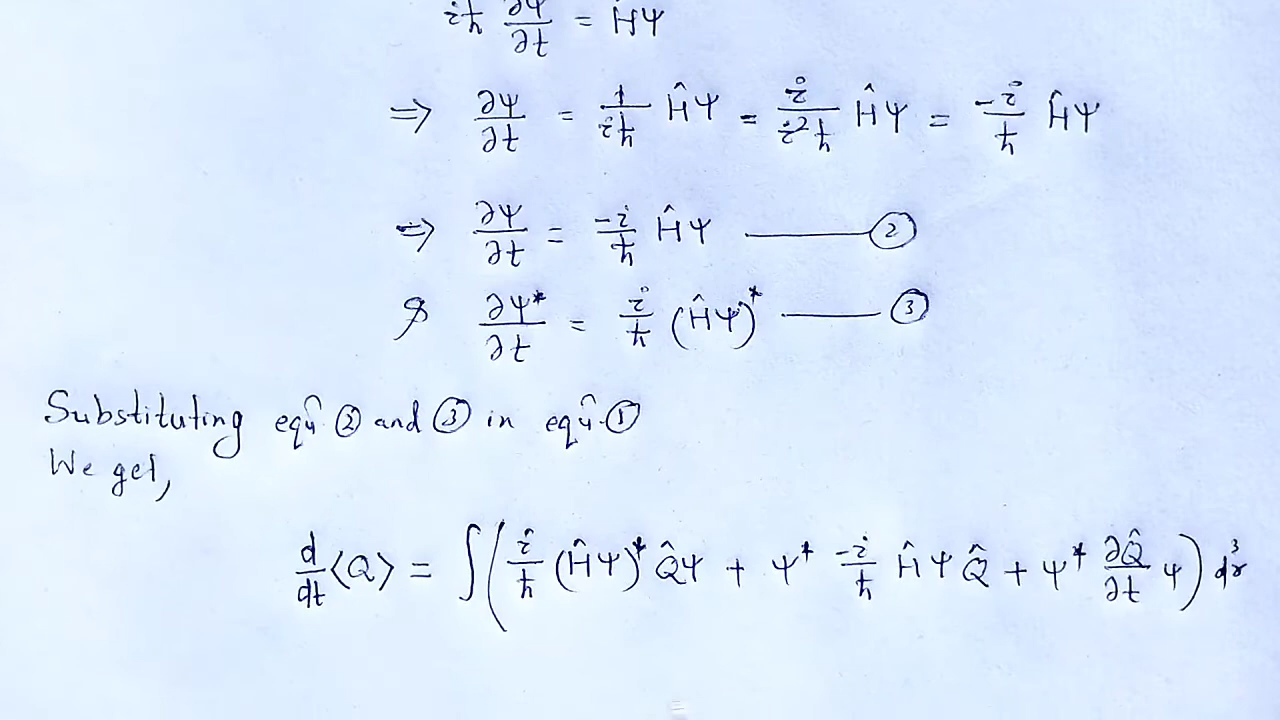 iħ ∂Ψ/∂t = ĤΨ
⇒ ∂Ψ/∂t = 1/iħ ĤΨ = i/i²ħ ĤΨ = -i/ħ ĤΨ
⇒ ∂Ψ/∂t = -i/ħ ĤΨ —— ②
& ∂Ψ*/∂t = i/ħ (ĤΨ)* —— ③
Substituting eqn̂ ② and ③ in eqn̂. ①
We get,
d/dt ⟨Q⟩ = ∫( i/ħ (ĤΨ)* Q̂Ψ + Ψ* -i/ħ ĤΨQ̂ + Ψ* ∂Q̂/∂t Ψ ) d³r